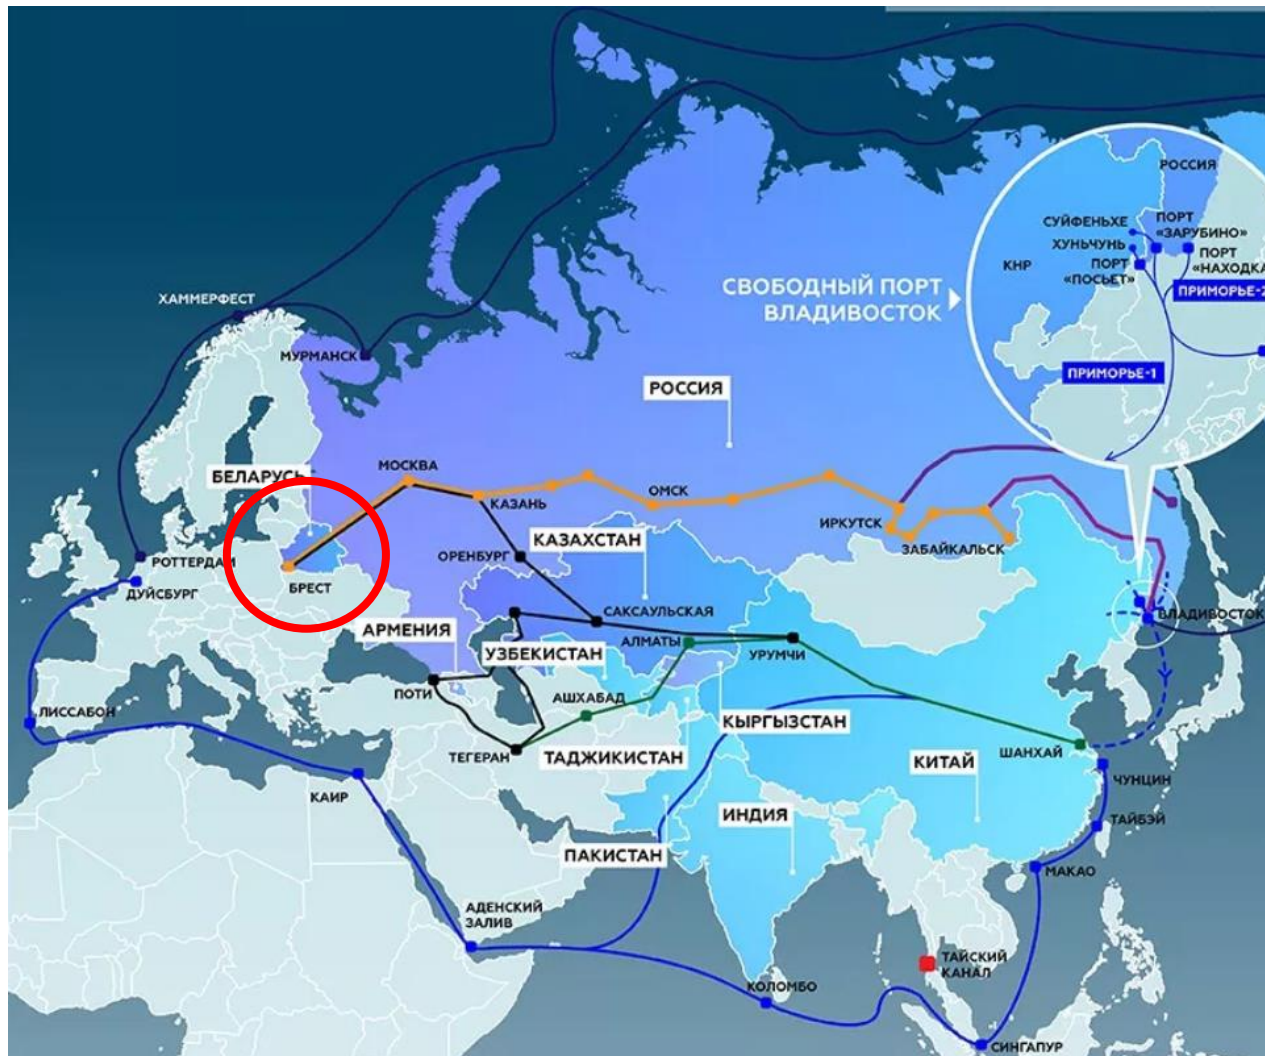 РОССИЯ
СУЙФЕНЬХЕ
ПОРТ
«ЗАРУБИНО»
ХУНЬЧУНЬ
КНР
ПОРТ
«ПОСЬЕТ»
ПОРТ
«НАХОДКА
ПРИМОРЬЕ-2
СВОБОДНЫЙ ПОРТ
ВЛАДИВОСТОК
ПРИМОРЬЕ-1
ХАММЕРФЕСТ
МУРМАНСК
РОССИЯ
БЕЛАРУСЬ
МОСКВА
КАЗАНЬ
ОМСК
ИРКУТСК
ЗАБАЙКАЛЬСК
ОРЕНБУРГ
КАЗАХСТАН
РОТТЕРДАМ
ДУЙСБУРГ
БРЕСТ
САКСАУЛЬСКАЯ
ВЛАДИВОСТОК
АРМЕНИЯ
УЗБЕКИСТАН
АЛМАТЫ
УРУМЧИ
ПОТИ
АШХАБАД
ЛИССАБОН
КЫРГЫЗСТАН
ТЕГЕРАН
ТАДЖИКИСТАН
КИТАЙ
ШАНХАЙ
ЧУНЦИН
КАИР
ИНДИЯ
ТАЙБЭЙ
ПАКИСТАН
МАКАО
АДЕНСКИЙ
ЗАЛИВ
ТАЙСКИЙ
КАНАЛ
КОЛОМБО
СИНГАПУР